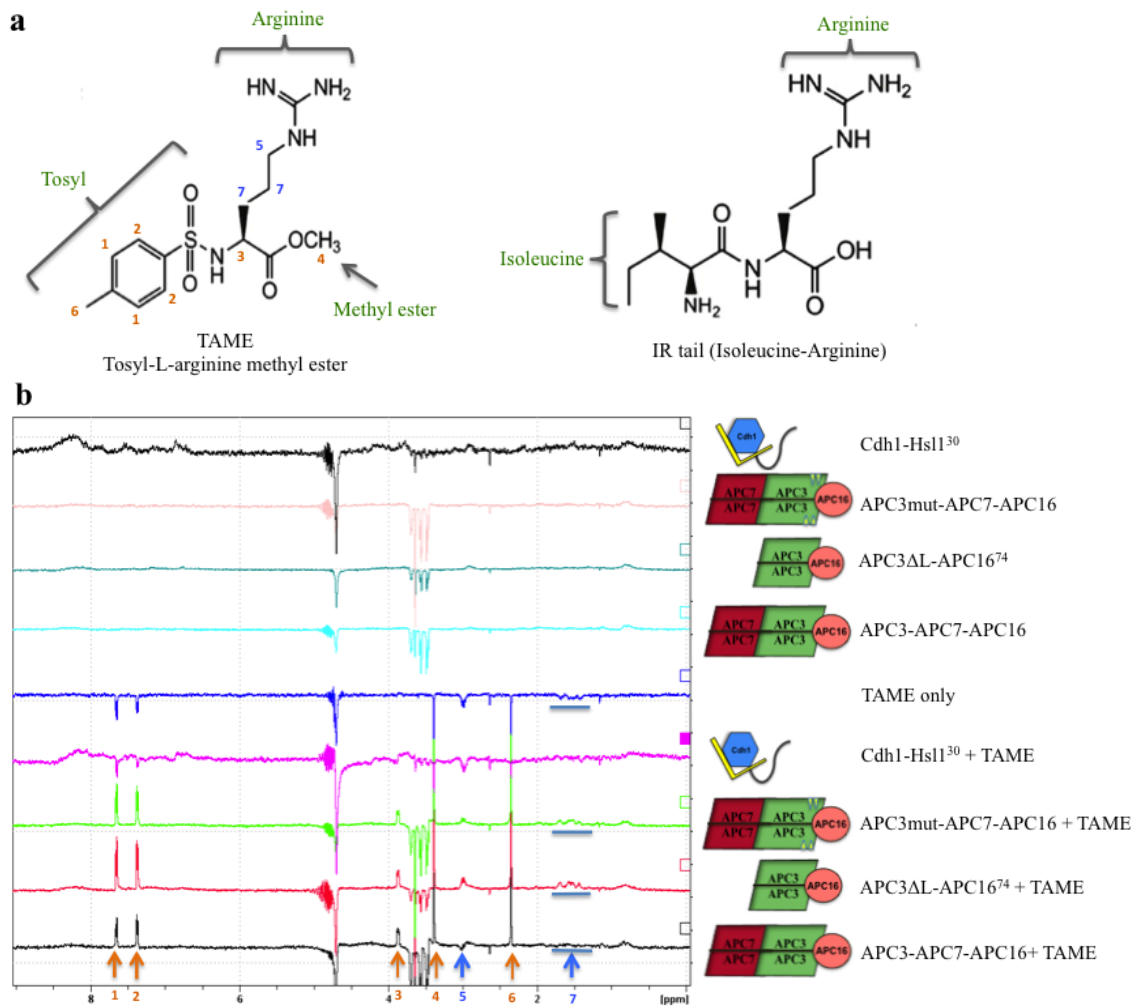 a
Arginine
HN
NH2
NH
5
7
7
Tosyl
O
S
O
N
H
2
1
6
2
1
3
O
OCH3
4
Methyl ester
TAME
Tosyl-L-arginine methyl ester
Arginine
HN
NH2
NH
Isoleucine
O
N
H
NH2
OH
O
IR tail (Isoleucine-Arginine)
b
Cdh1
Cdh1-Hsl1³⁰
APC7 APC3 APC16
APC7 APC3
APC3mut-APC7-APC16
APC3 APC16
APC3
APC3ΔL-APC16⁷⁴
APC7 APC3 APC16
APC7 APC3
APC3-APC7-APC16
TAME only
Cdh1
Cdh1-Hsl1³⁰ + TAME
APC7 APC3 APC16
APC7 APC3
APC3mut-APC7-APC16 + TAME
APC3 APC16
APC3
APC3ΔL-APC16⁷⁴ + TAME
APC7 APC3 APC16
APC7 APC3
APC3-APC7-APC16+ TAME
8 6 4 2 [ppm]
1 2 3 4 5 6 7